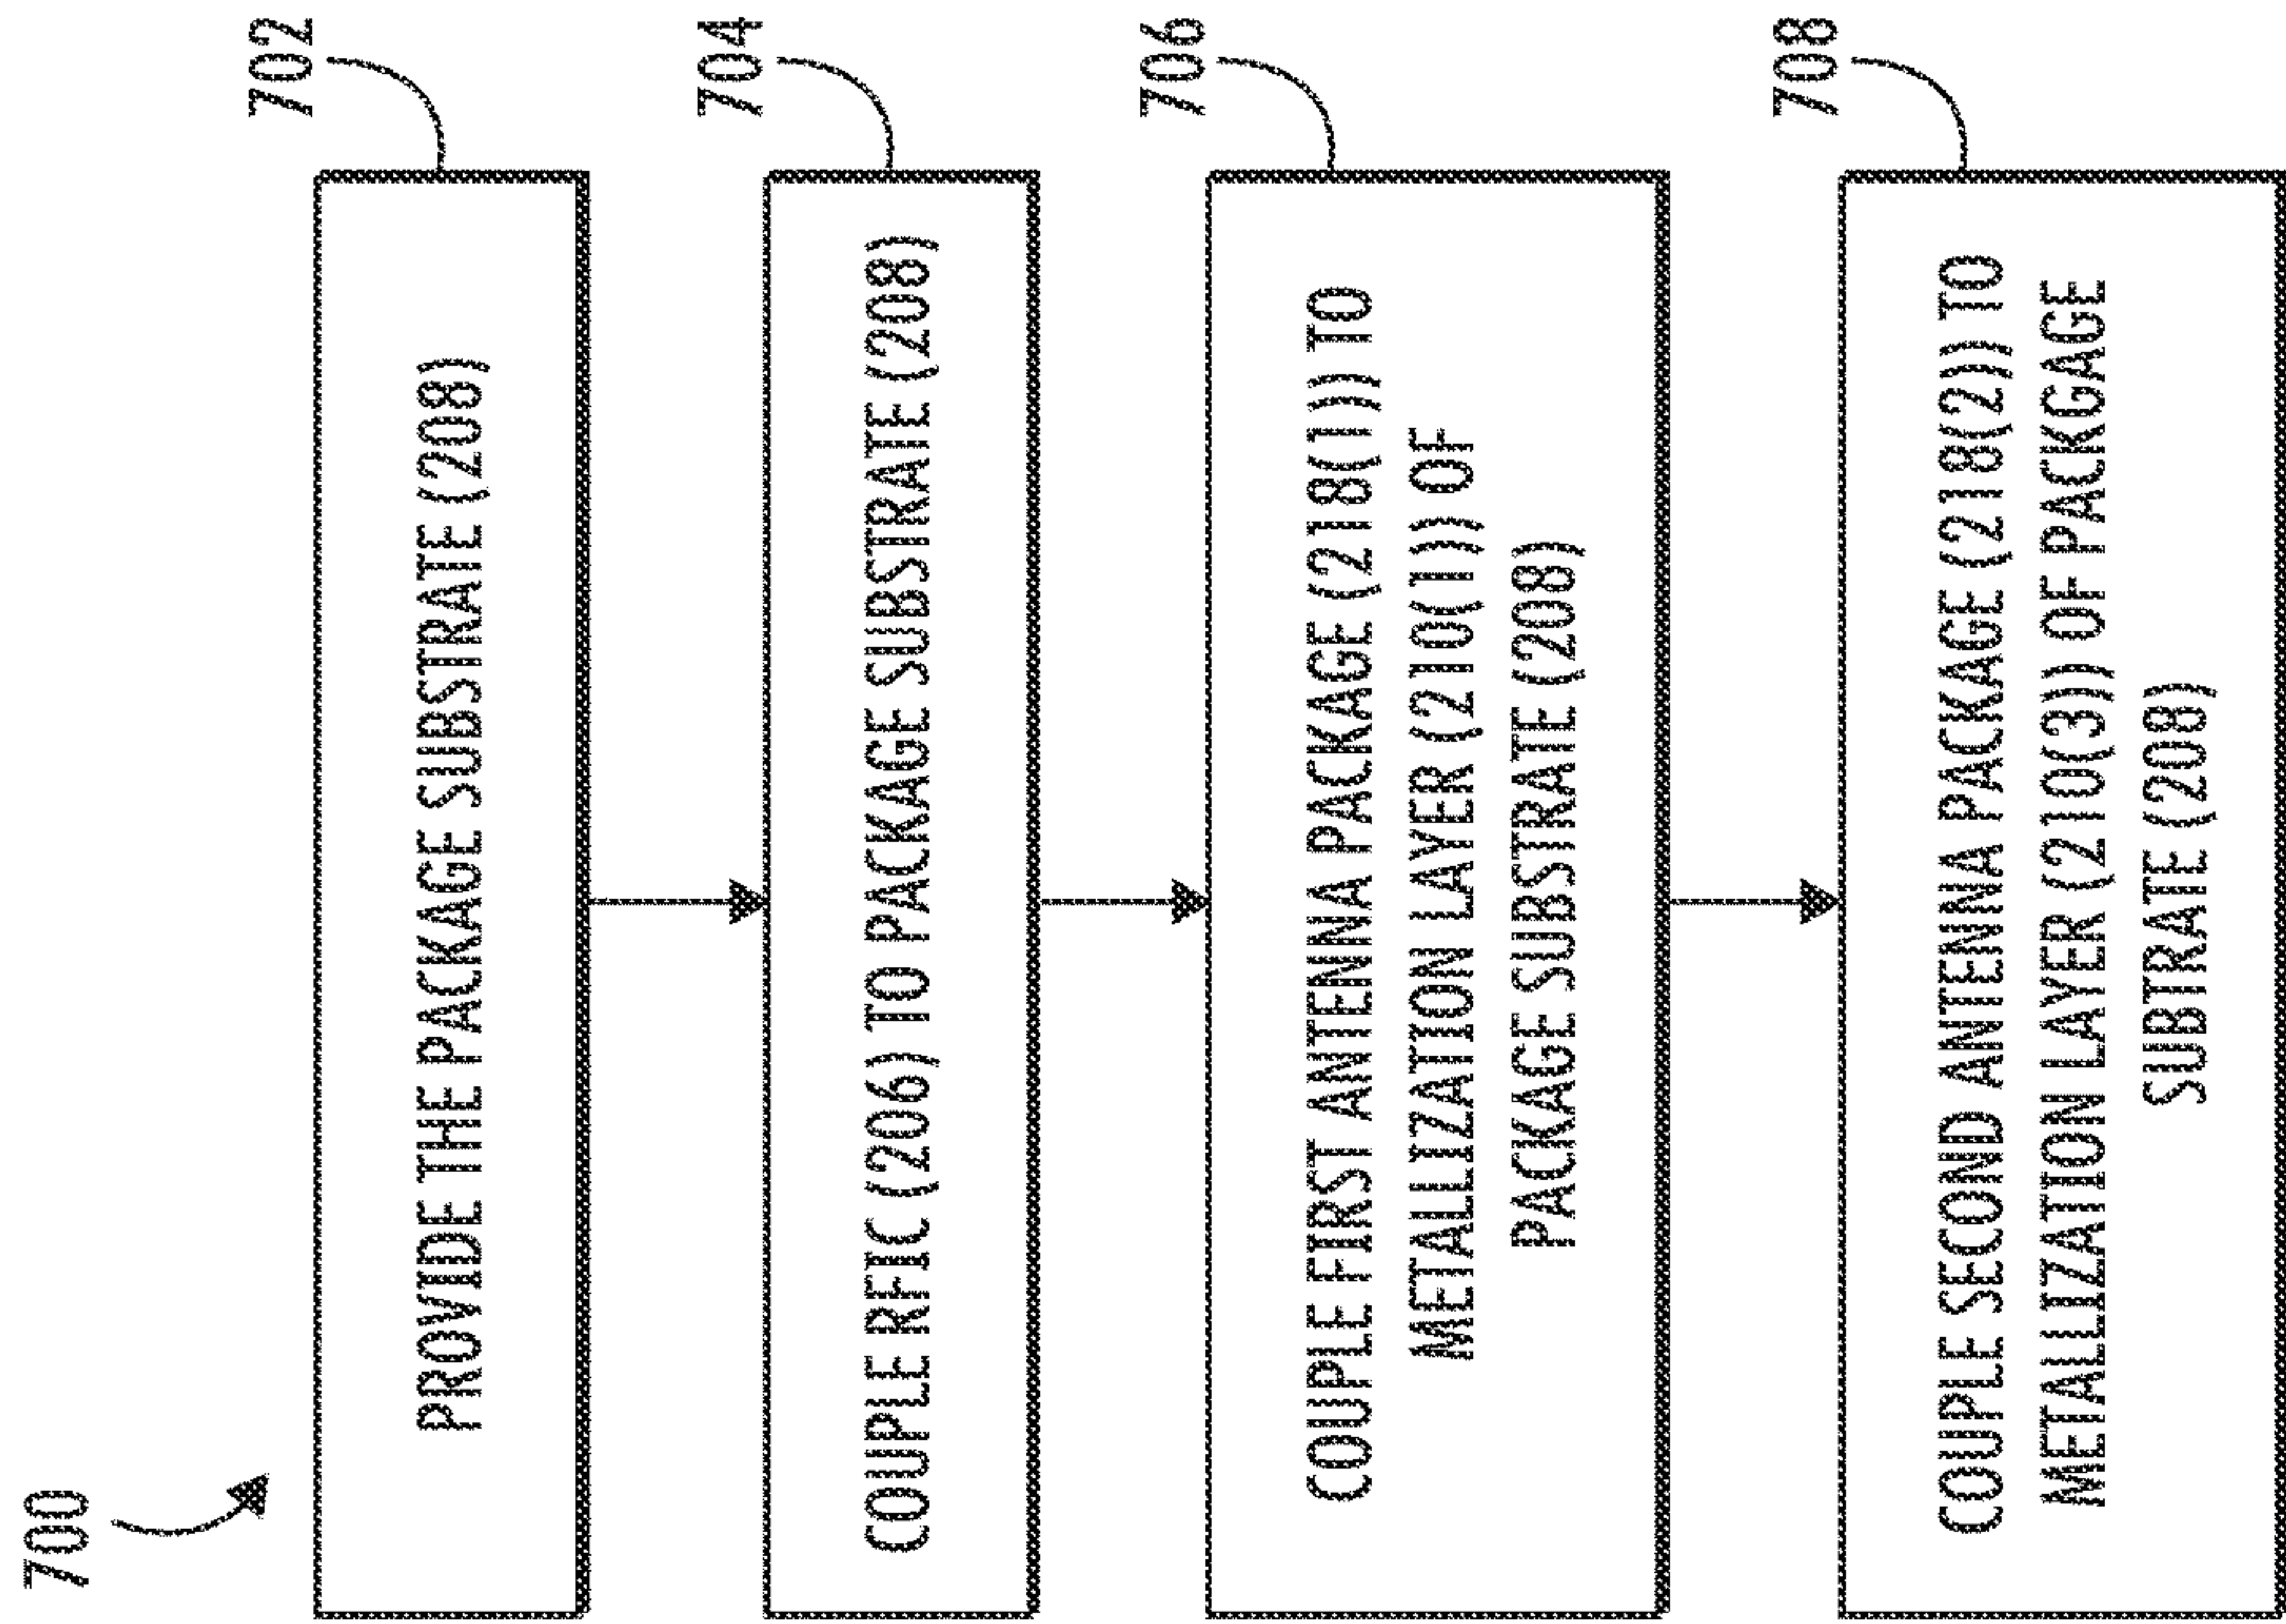 700
702
PROVIDE THE PACKAGE SUBSTRATE (208)
704
COUPLE RFIC (206) TO PACKAGE SUBSTRATE (208)
706
COUPLE FIRST ANTENNA PACKAGE (218(1)) TO
METALLIZATION LAYER (210(1)) OF
PACKAGE SUBSTRATE (208)
708
COUPLE SECOND ANTENNA PACKAGE (218(2)) TO
METALLIZATION LAYER (210(3)) OF PACKGAGE
SUBTRATE (208)